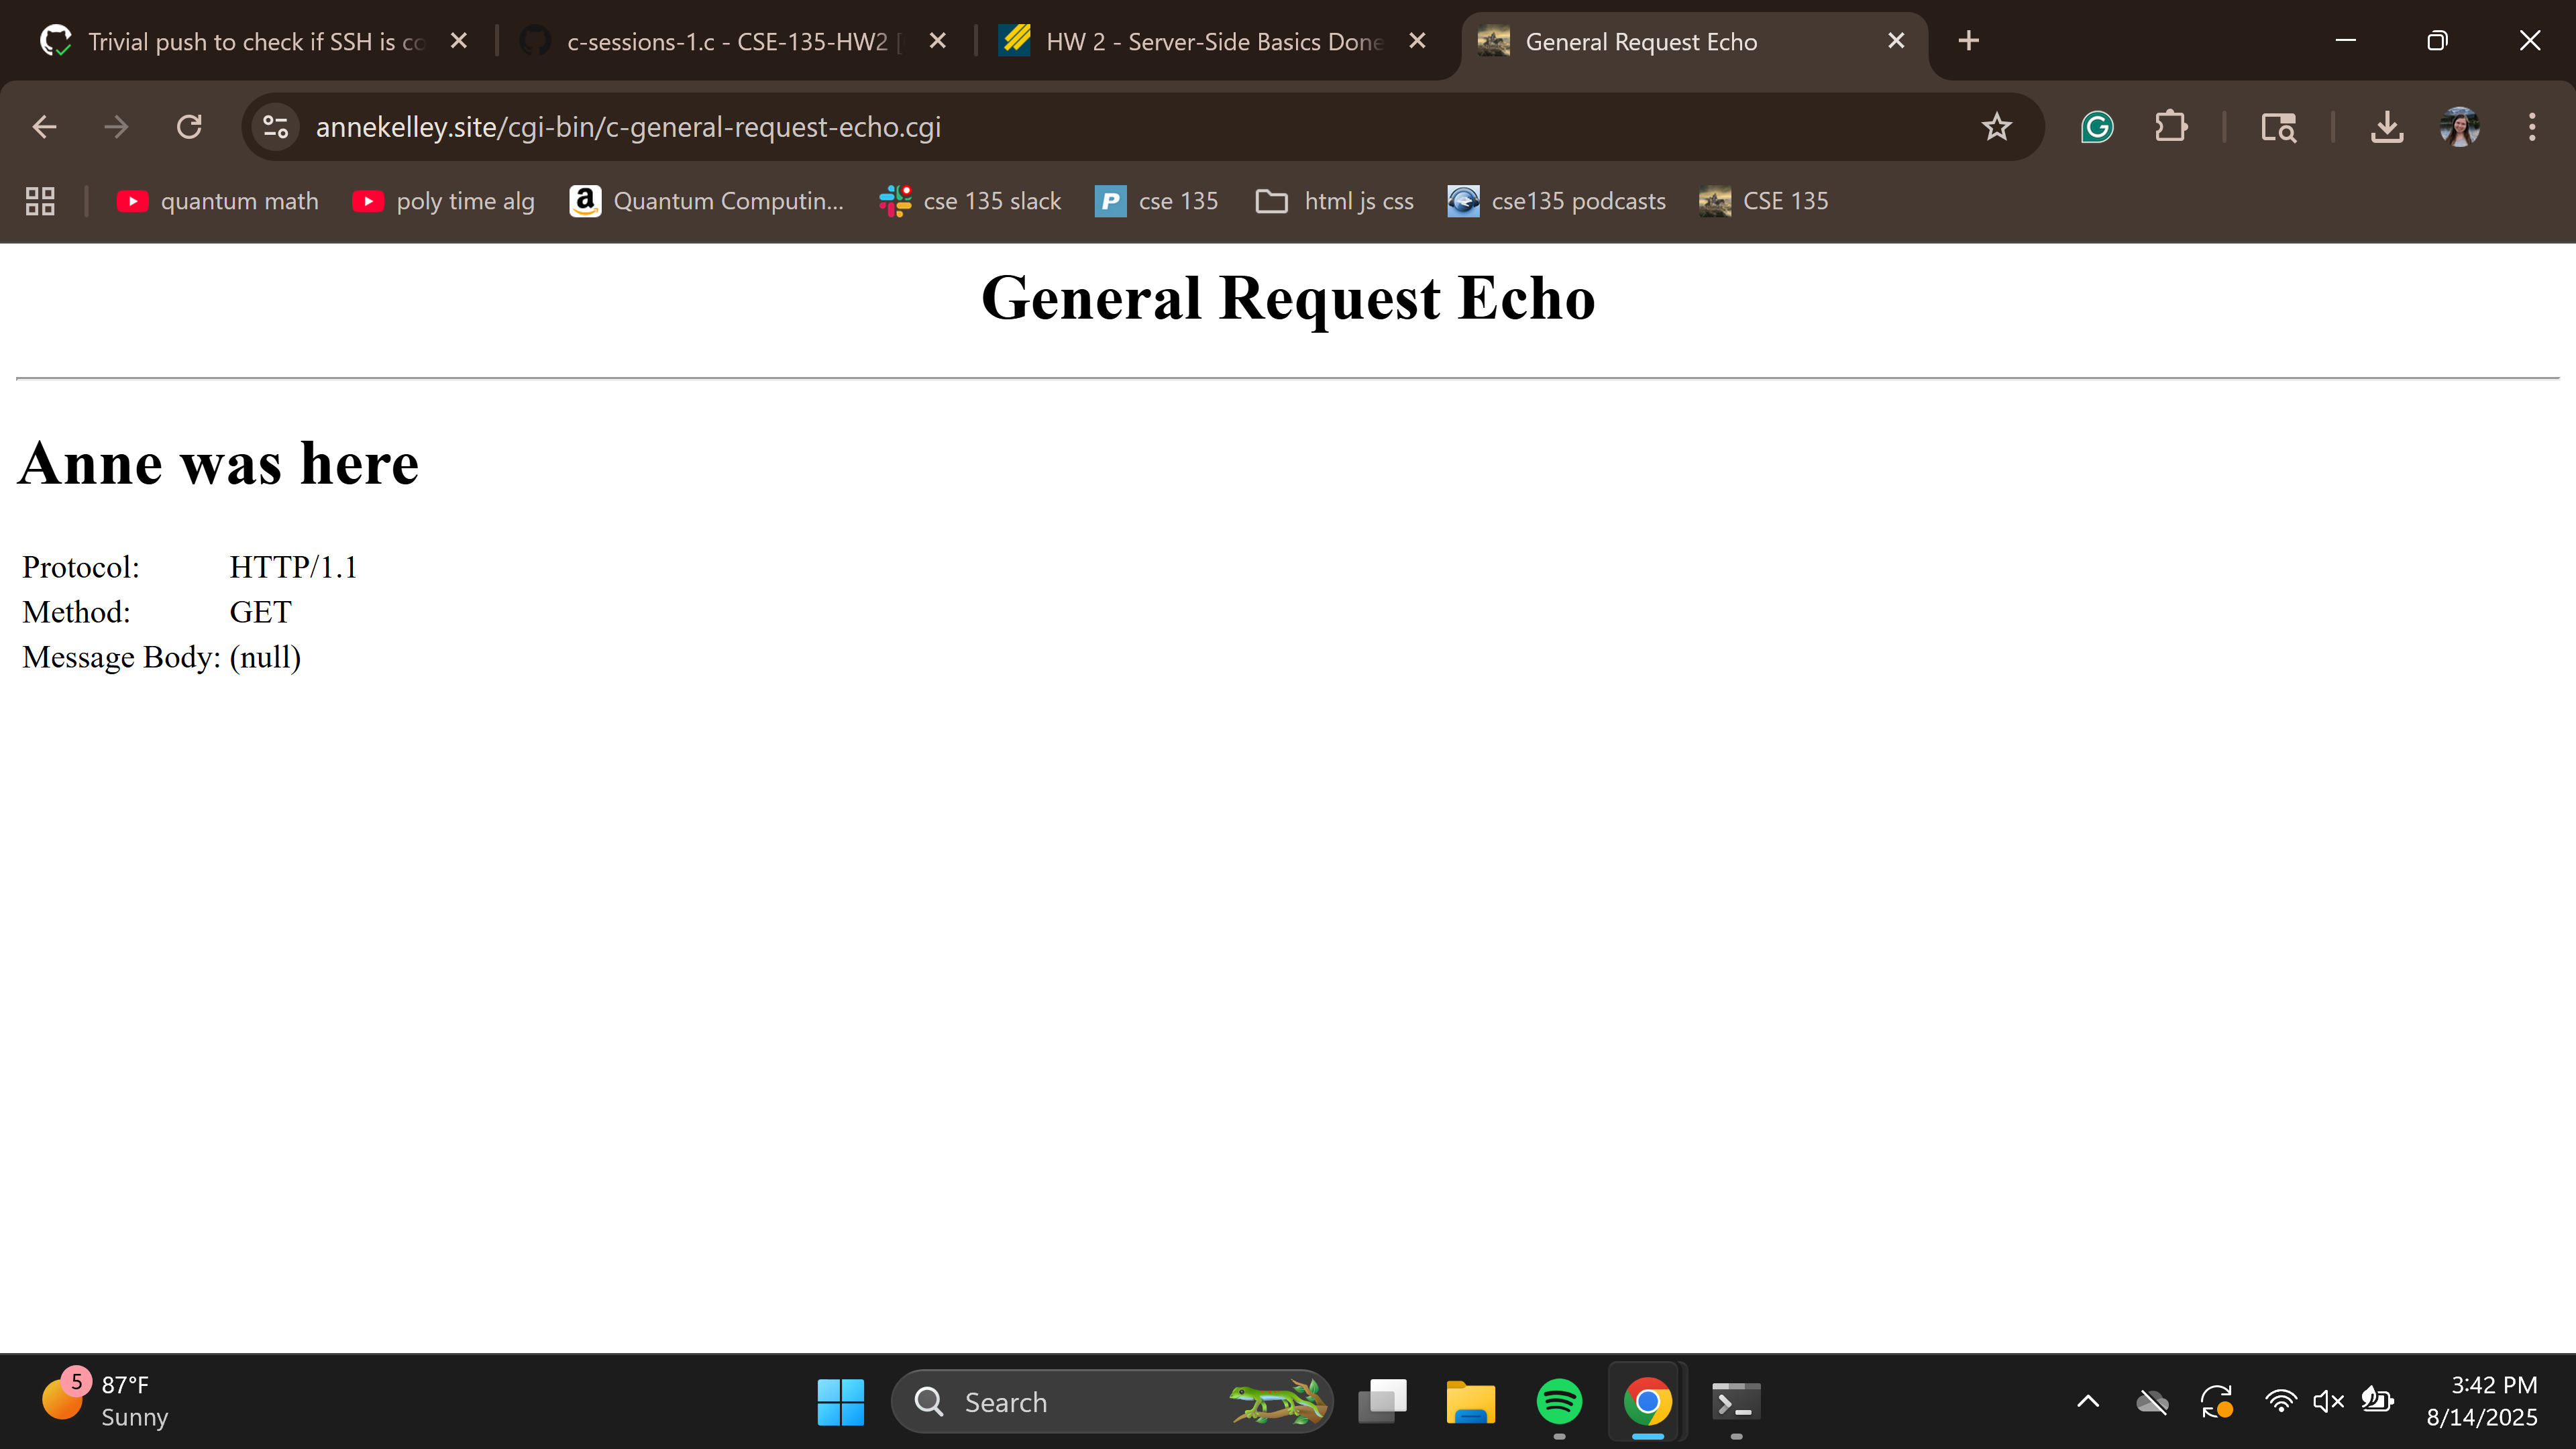 Trivial push to check if SSH is co
c-sessions-1.c - CSE-135-HW2 [
HW 2 - Server-Side Basics Done
General Request Echo
annekelley.site/cgi-bin/c-general-request-echo.cgi
quantum math
poly time alg
Quantum Computin...
cse 135 slack
cse 135
html js css
cse135 podcasts
CSE 135
General Request Echo
Anne was here
Protocol: HTTP/1.1
Method: GET
Message Body: (null)
5
87°F
Sunny
Search
3:42 PM
8/14/2025